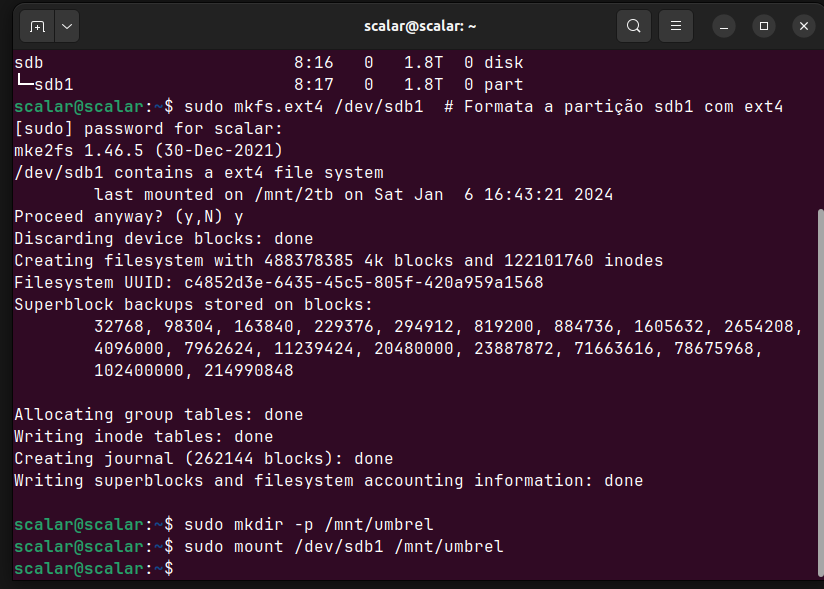 scalar@scalar: ~
sdb 8:16 0 1.8T 0 disk
└─sdb1 8:17 0 1.8T 0 part
scalar@scalar:~$ sudo mkfs.ext4 /dev/sdb1 # Formata a partição sdb1 com ext4
[sudo] password for scalar:
mke2fs 1.46.5 (30-Dec-2021)
/dev/sdb1 contains a ext4 file system
last mounted on /mnt/2tb on Sat Jan 6 16:43:21 2024
Proceed anyway? (y,N) y
Discarding device blocks: done
Creating filesystem with 488378385 4k blocks and 122101760 inodes
Filesystem UUID: c4852d3e-6435-45c5-805f-420a959a1568
Superblock backups stored on blocks:
32768, 98304, 163840, 229376, 294912, 819200, 884736, 1605632, 2654208,
4096000, 7962624, 11239424, 20480000, 23887872, 71663616, 78675968,
102400000, 214990848
Allocating group tables: done
Writing inode tables: done
Creating journal (262144 blocks): done
Writing superblocks and filesystem accounting information: done
scalar@scalar:~$ sudo mkdir -p /mnt/umbrel
scalar@scalar:~$ sudo mount /dev/sdb1 /mnt/umbrel
scalar@scalar:~$